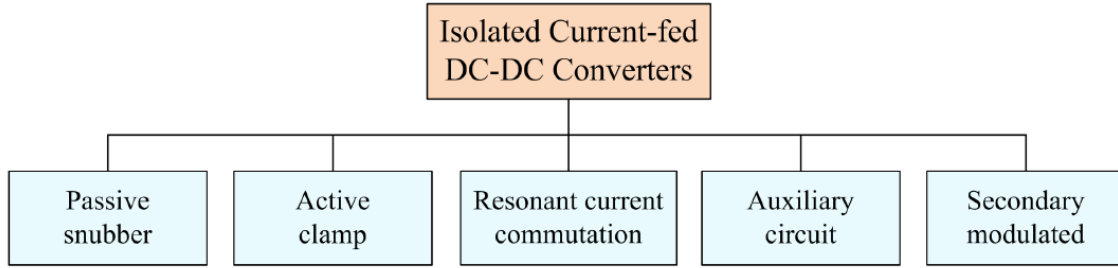 Isolated Current-fed
DC-DC Converters
Passive
snubber
Active
clamp
Resonant current
commutation
Auxiliary
circuit
Secondary
modulated